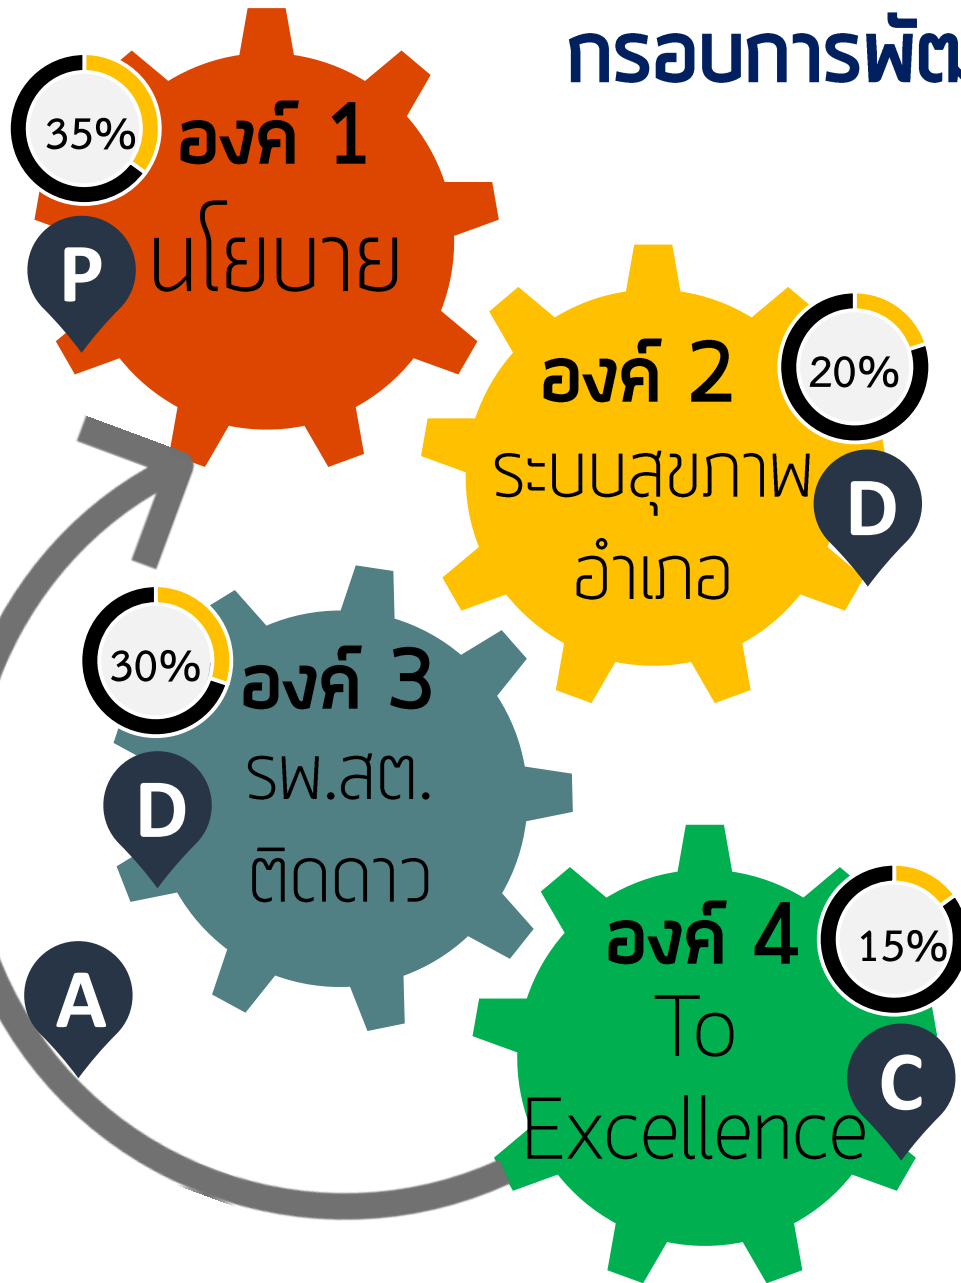 กรอบการพัฒ
35%
องค์ 1
P
นโยบาย
องค์ 2
20%
ระบบสุขภาพ
D
อำเภอ
30%
องค์ 3
รพ.สต.
D
ติดดาว
องค์ 4
15%
A
To
C
Excellence